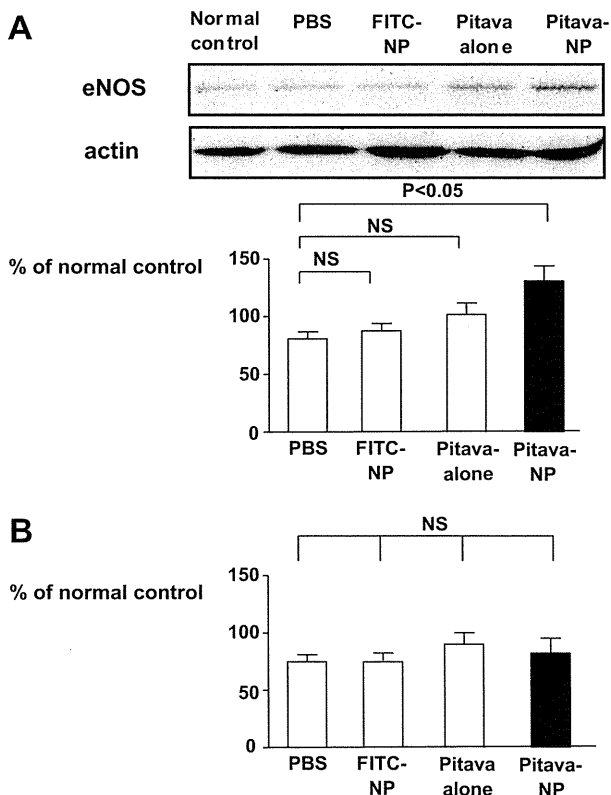 A
Normal control PBS FITC-NP Pitava alone Pitava-NP
eNOS
actin
P<0.05
NS
NS
% of normal control
150
100
50
0
PBS FITC-NP Pitava-alone Pitava-NP
B
NS
% of normal control
150
100
50
0
PBS FITC-NP Pitava alone Pitava-NP